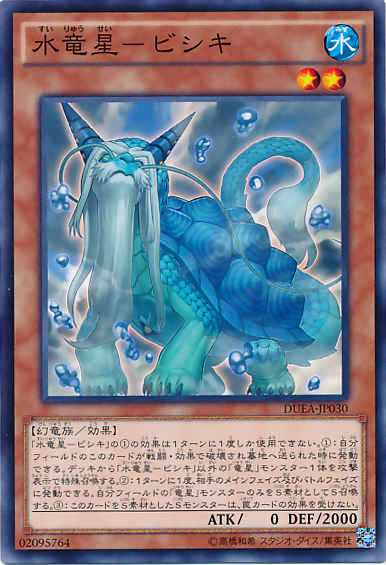 すい りゅう せい
水竜星－ビシキ
みず
水
DUEA-JP030
【幻竜族／効果】
「水竜星－ビシキ」の①の効果は１ターンに１度しか使用できない。①：自分
フィールドのこのカードが戦闘・効果で破壊され墓地へ送られた時に発動
できる。デッキから「水竜星－ビシキ」以外の「竜星」モンスター１体を攻撃
表示で特殊召喚する。②：１ターンに１度、相手のメインフェイズ及びバトルフェイズ
に発動できる。自分フィールドの「竜星」モンスターのみをS素材としてS召喚
する。③：このカードをS素材としたSモンスターは、罠カードの効果を受けない。
ATK/ 0 DEF/2000
02095764
©高橋和希 スタジオ・ダイス/集英社